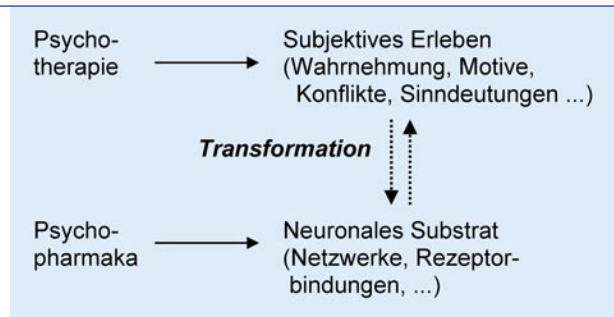 Psycho-
therapie
Subjektives Erleben
(Wahrnehmung, Motive,
Konflikte, Sinndeutungen ...)
Transformation
Psycho-
pharmaka
Neuronales Substrat
(Netzwerke, Rezeptor-
bindungen, ...)